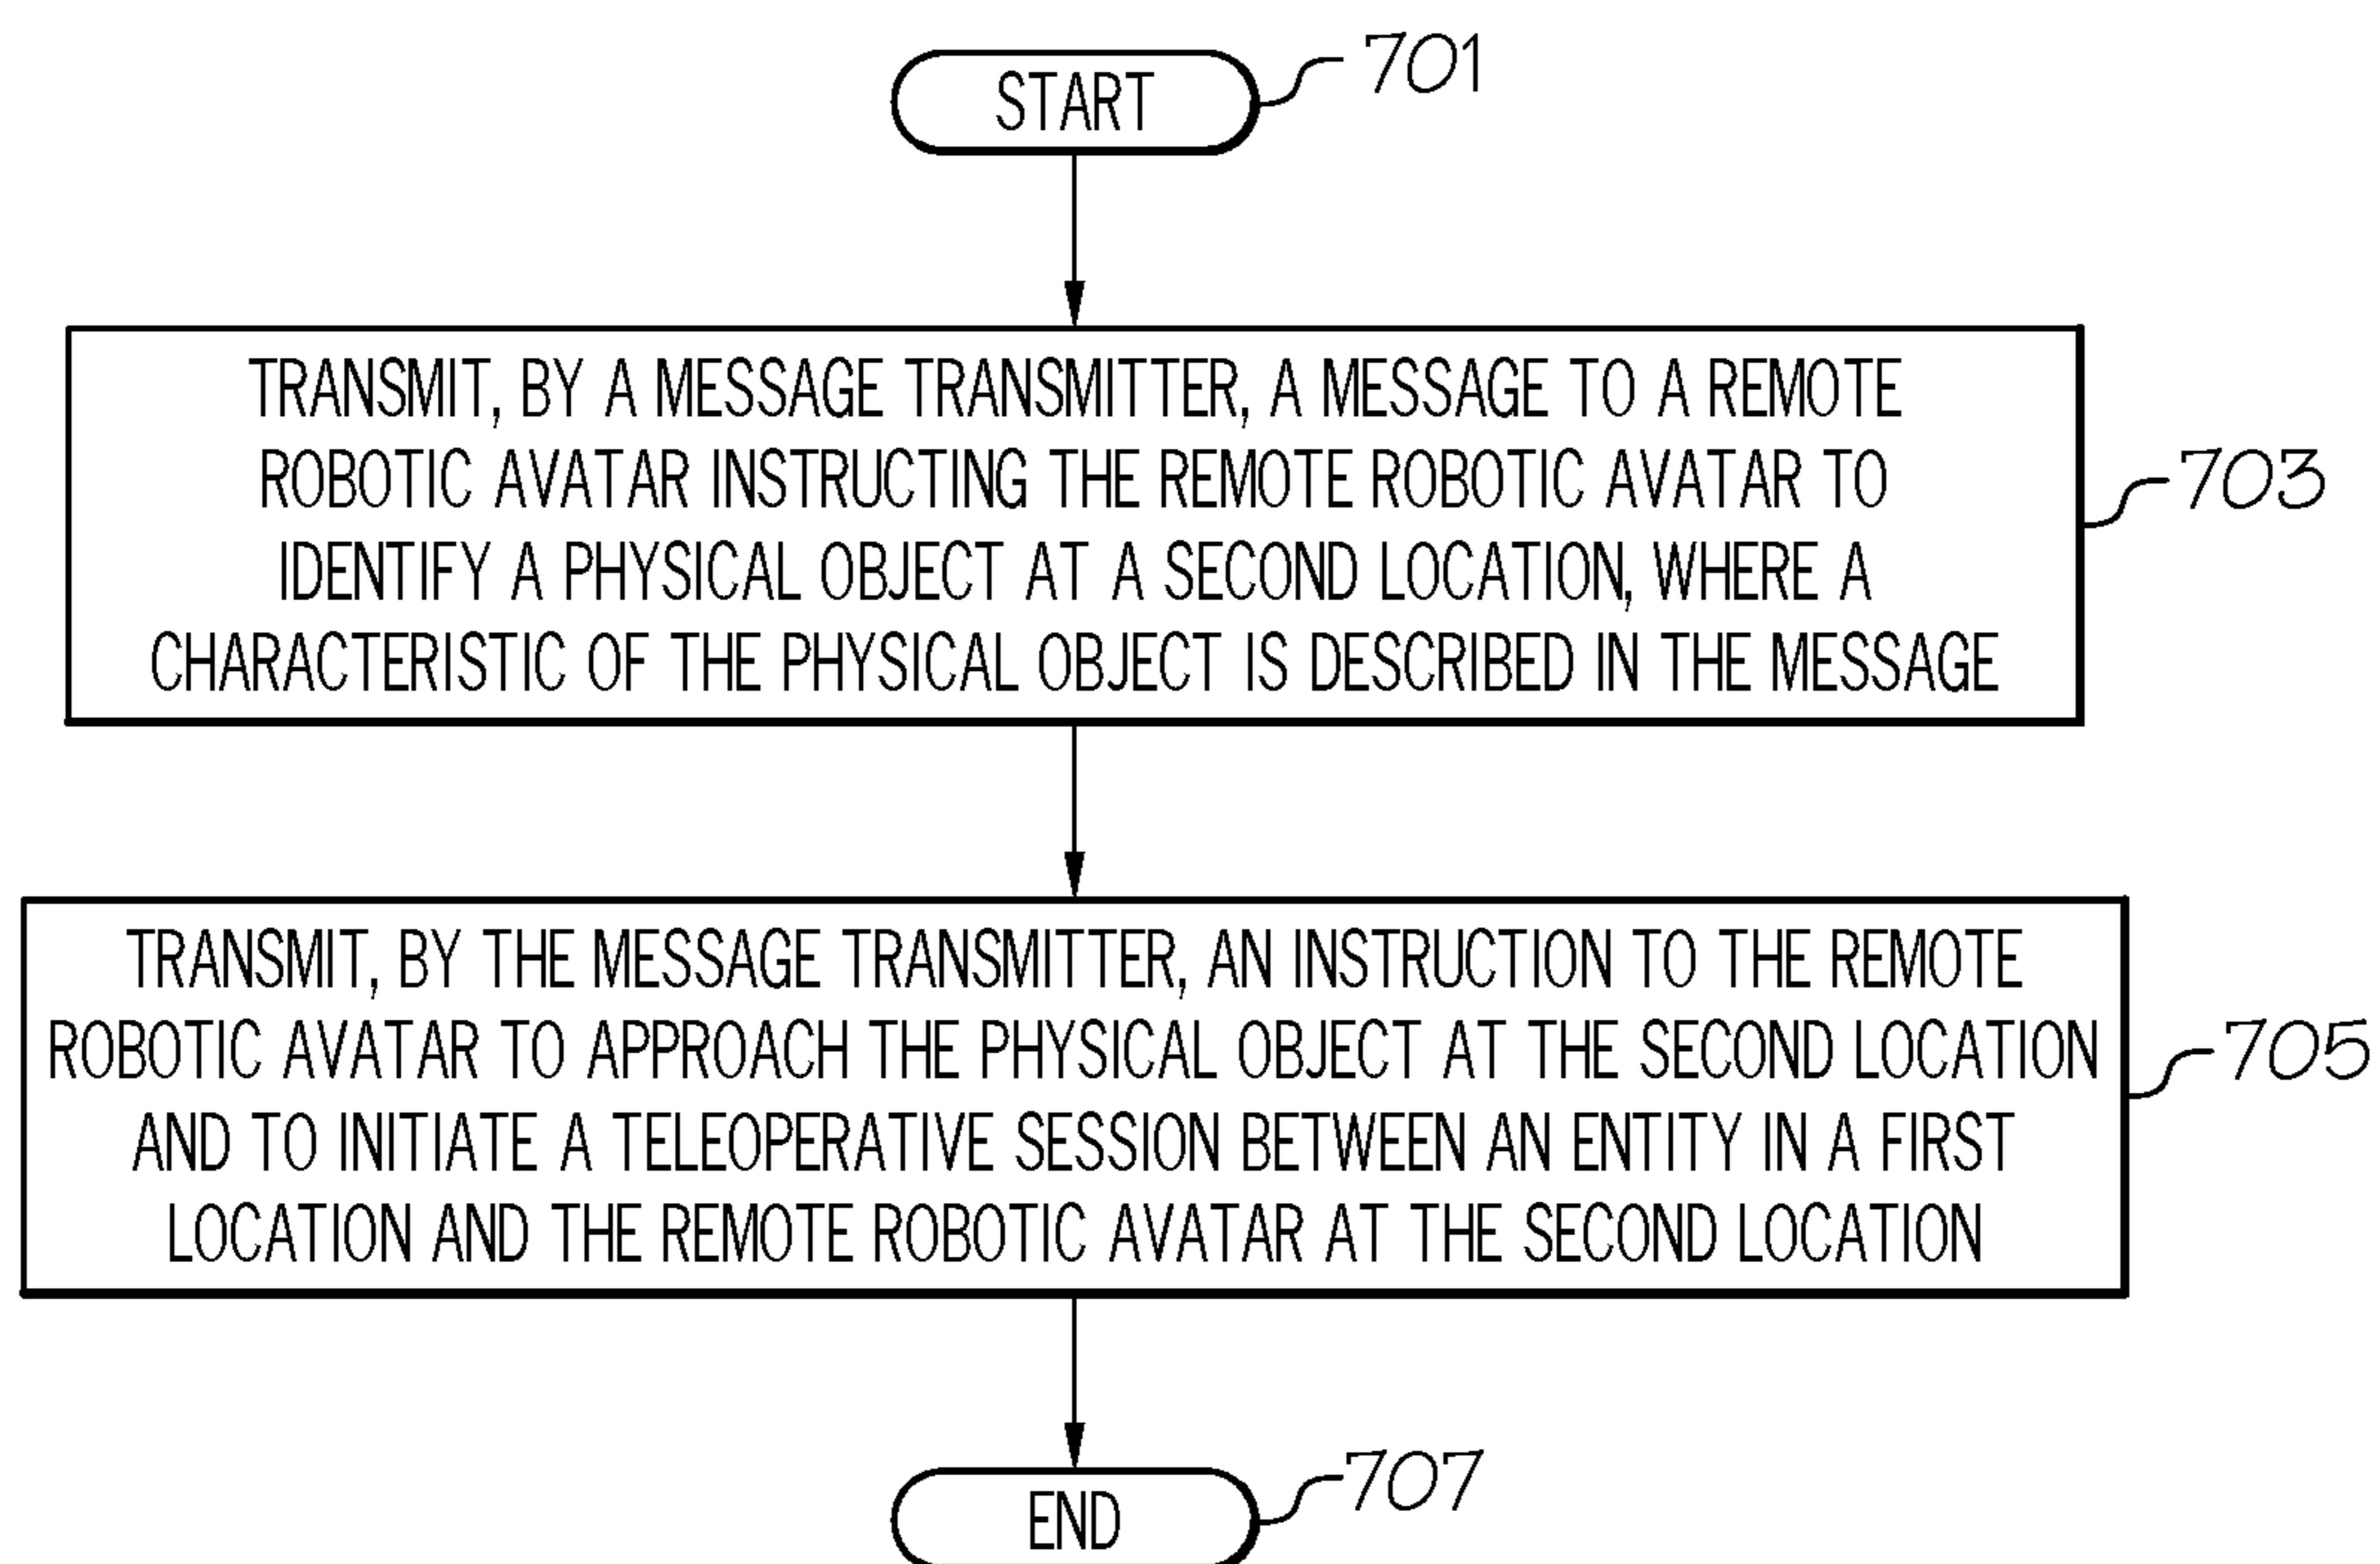 START
701
TRANSMIT, BY A MESSAGE TRANSMITTER, A MESSAGE TO A REMOTE
ROBOTIC AVATAR INSTRUCTING THE REMOTE ROBOTIC AVATAR TO
IDENTIFY A PHYSICAL OBJECT AT A SECOND LOCATION, WHERE A
CHARACTERISTIC OF THE PHYSICAL OBJECT IS DESCRIBED IN THE MESSAGE
703
TRANSMIT, BY THE MESSAGE TRANSMITTER, AN INSTRUCTION TO THE REMOTE
ROBOTIC AVATAR TO APPROACH THE PHYSICAL OBJECT AT THE SECOND LOCATION
AND TO INITIATE A TELEOPERATIVE SESSION BETWEEN AN ENTITY IN A FIRST
LOCATION AND THE REMOTE ROBOTIC AVATAR AT THE SECOND LOCATION
705
END
707